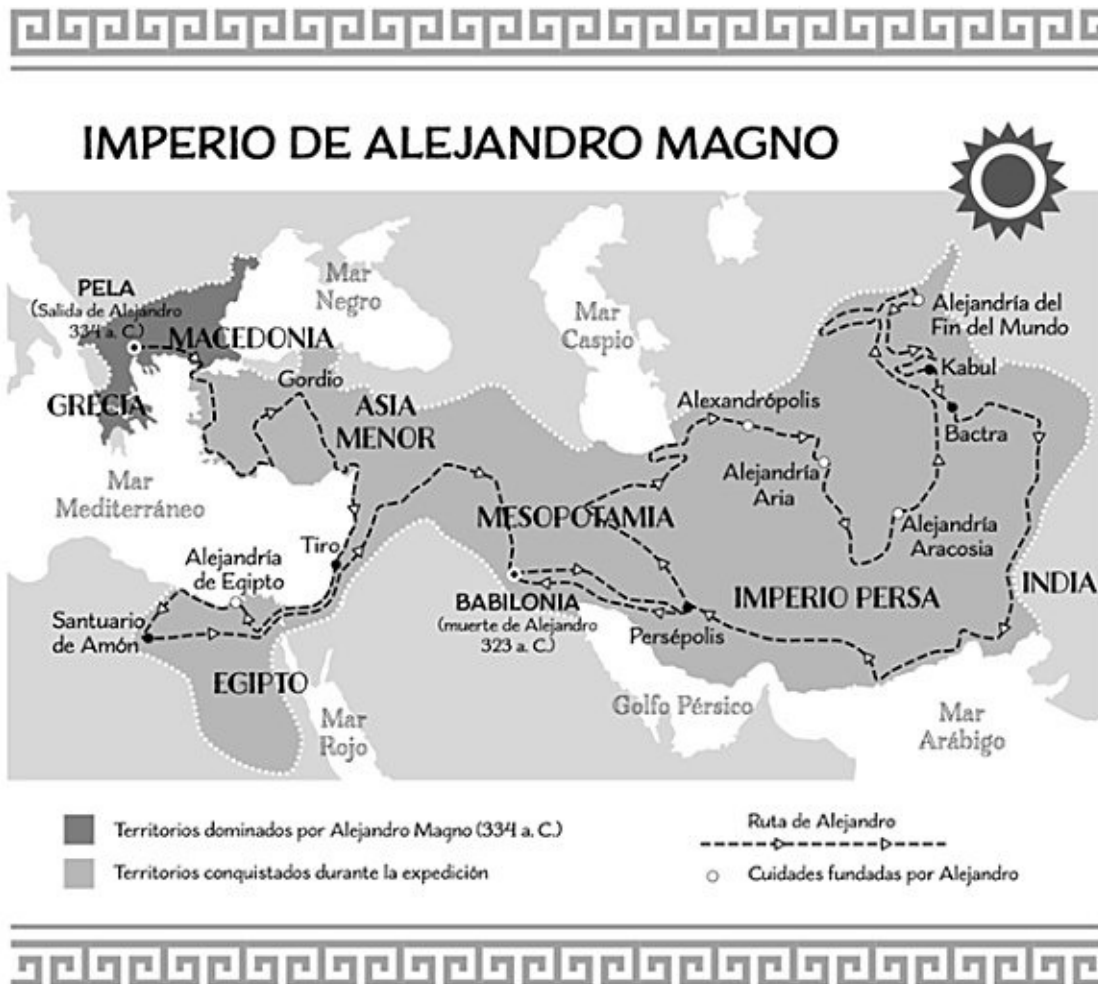 IMPERIO DE ALEJANDRO MAGNO
PELA
(Salida de Alejandro
334 a. C.)
MACEDONIA
GRECIA
Mar
Negro
Gordio
ASIA
MENOR
Mar
Mediterráneo
Mar
Caspio
Alejandría del
Fin del Mundo
Kabul
Bactra
Alexandrópolis
Alejandría
Aria
Alejandría
Aracosia
MESOPOTAMIA
Tiro
Alejandría
de Egipto
Santuario
de Amón
EGIPTO
Mar
Rojo
BABILONIA
(muerte de Alejandro
323 a. C.)
Persépolis
IMPERIO PERSA
INDIA
Golfo Pérsico
Mar
Arábigo
Territorios dominados por Alejandro Magno (334 a. C.)
Territorios conquistados durante la expedición
Ruta de Alejandro
Cuidades fundadas por Alejandro